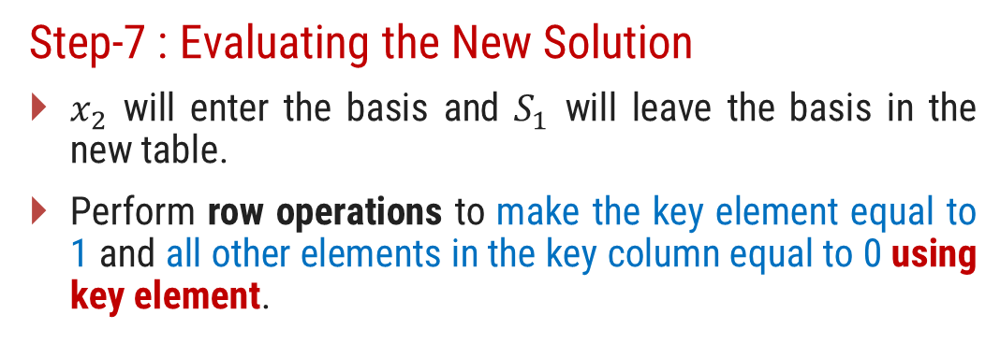 Step-7 : Evaluating the New Solution
x₂ will enter the basis and S₁ will leave the basis in the
new table.
Perform row operations to make the key element equal to
1 and all other elements in the key column equal to 0 using
key element.